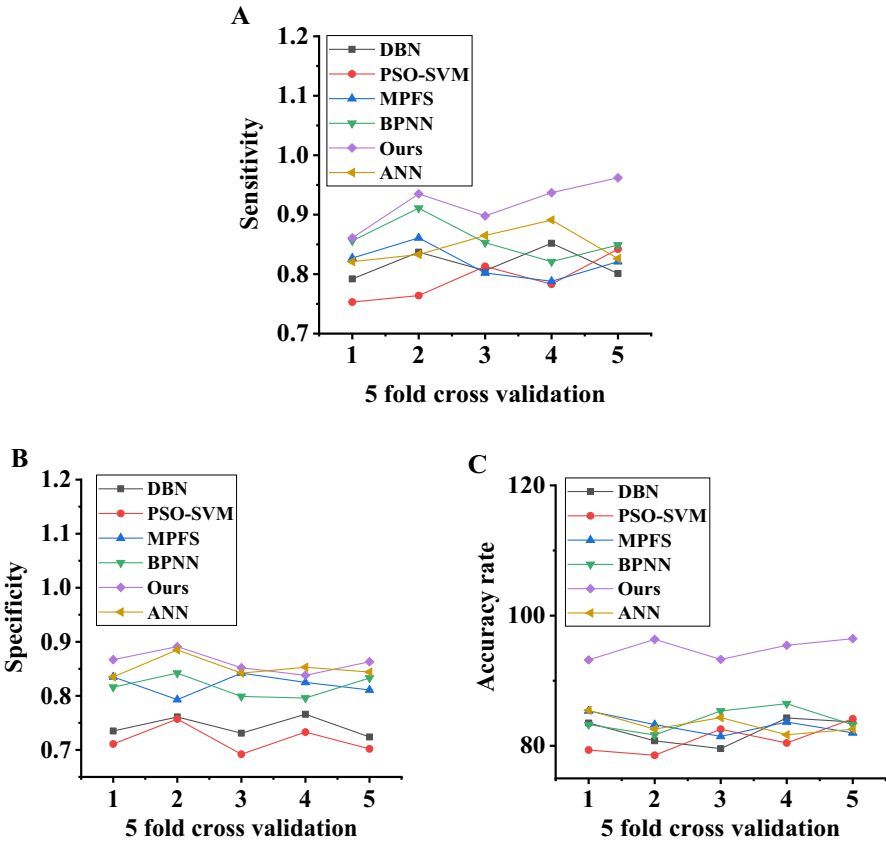 A
1.2
1.1
1.0
0.9
0.8
0.7
Sensitivity
DBN
PSO-SVM
MPFS
BPNN
Ours
ANN
1 2 3 4 5
5 fold cross validation
B
1.2
1.1
1.0
0.9
0.8
0.7
Specificity
DBN
PSO-SVM
MPFS
BPNN
Ours
ANN
1 2 3 4 5
5 fold cross validation
C
120
100
80
Accuracy rate
DBN
PSO-SVM
MPFS
BPNN
Ours
ANN
1 2 3 4 5
5 fold cross validation